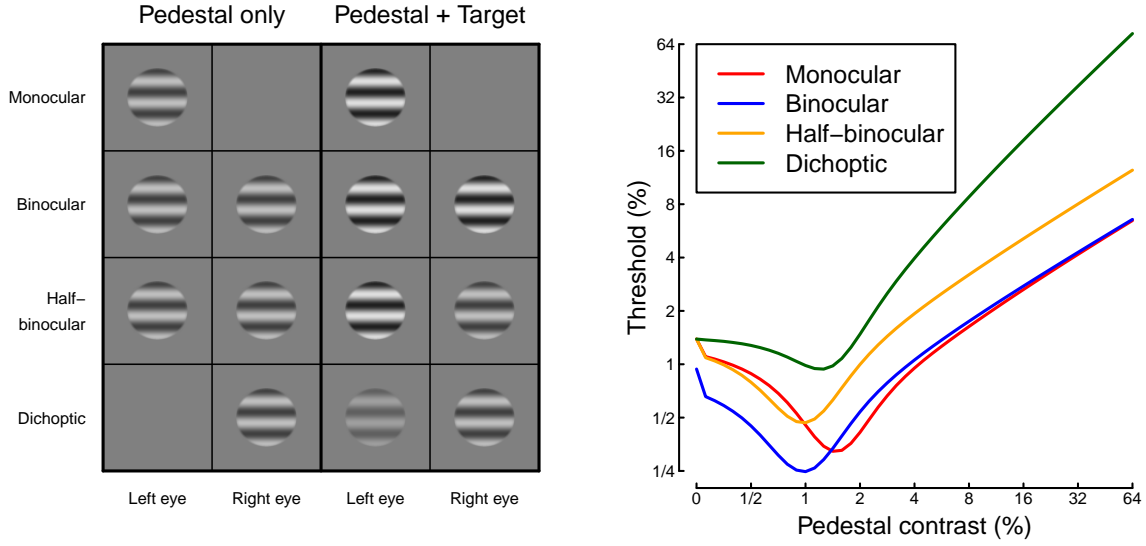 Pedestal only
Pedestal + Target
Monocular
Binocular
Half−
binocular
Dichoptic
Left eye
Right eye
Left eye
Right eye
Threshold (%)
64
32
16
8
4
2
1
1/2
1/4
Monocular
Binocular
Half−binocular
Dichoptic
0
1/2
1
2
4
8
16
32
64
Pedestal contrast (%)